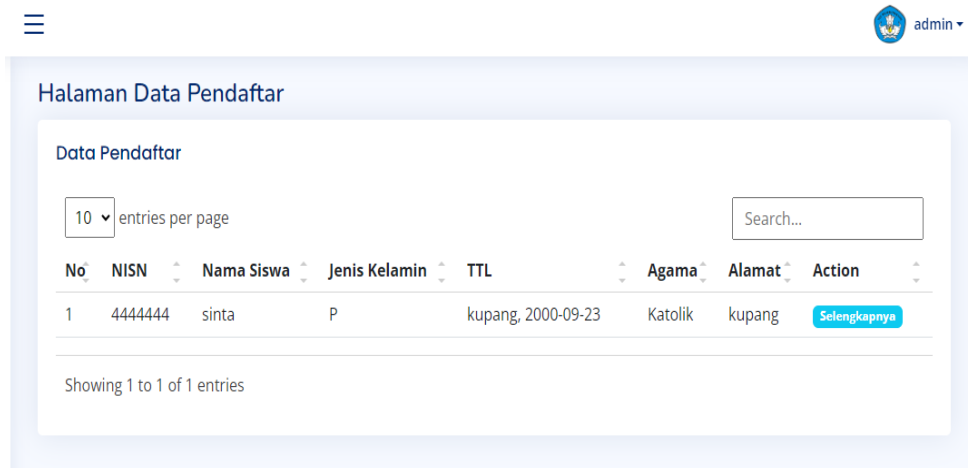 admin
Halaman Data Pendaftar
Data Pendaftar
10 entries per page
Search...
No NISN Nama Siswa Jenis Kelamin TTL Agama Alamat Action
1 4444444 sinta P kupang, 2000-09-23 Katolik kupang Selengkapnya
Showing 1 to 1 of 1 entries